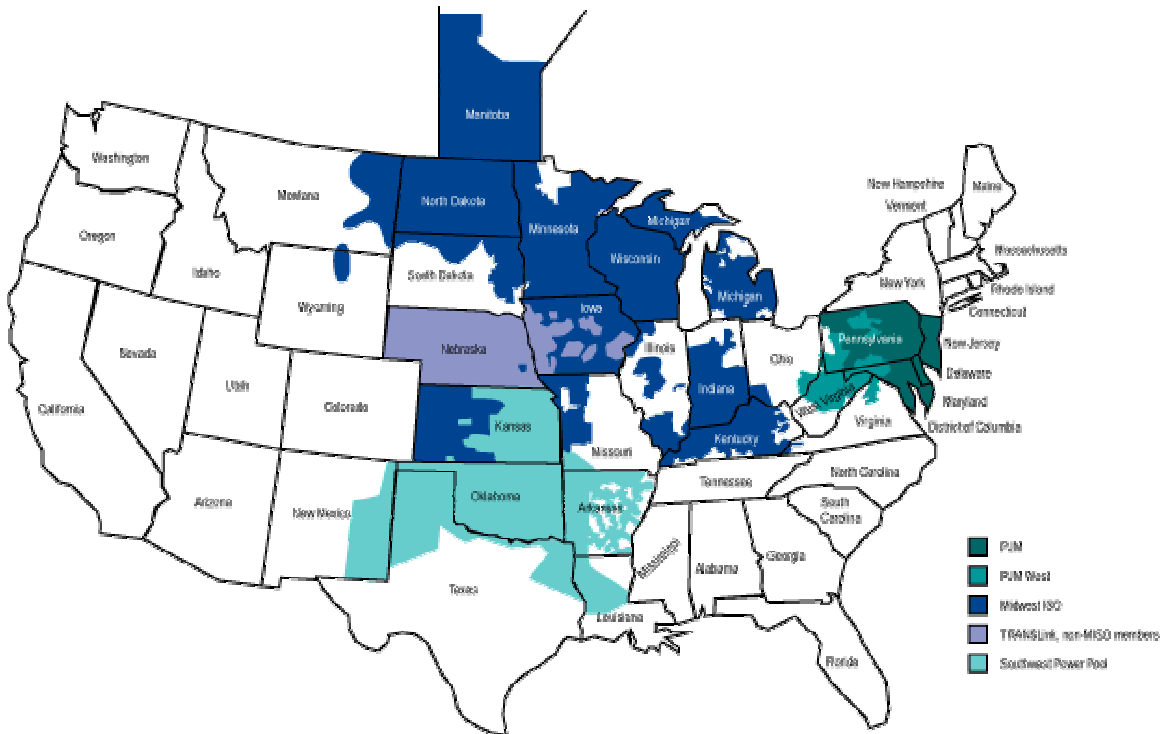 Manitoba
Washington
Montana
North Dakota
Minnesota
Michigan
New Hampshire
Vermont
Maine
Oregon
Idaho
South Dakota
Wisconsin
Michigan
New York
Massachusetts
Rhode Island
Connecticut
Wyoming
Iowa
Nevada
Nebraska
Illinois
Indiana
Ohio
Pennsylvania
New Jersey
Delaware
Maryland
District of Columbia
California
Utah
Colorado
Kansas
Missouri
Kentucky
West Virginia
Virginia
Arizona
New Mexico
Oklahoma
Arkansas
Tennessee
North Carolina
South
Carolina
Texas
Louisiana
Mississippi
Alabama
Georgia
Florida
PJM
PJM West
Midwest ISO
TRANSLink, non-MISO members
Southwest Power Pool